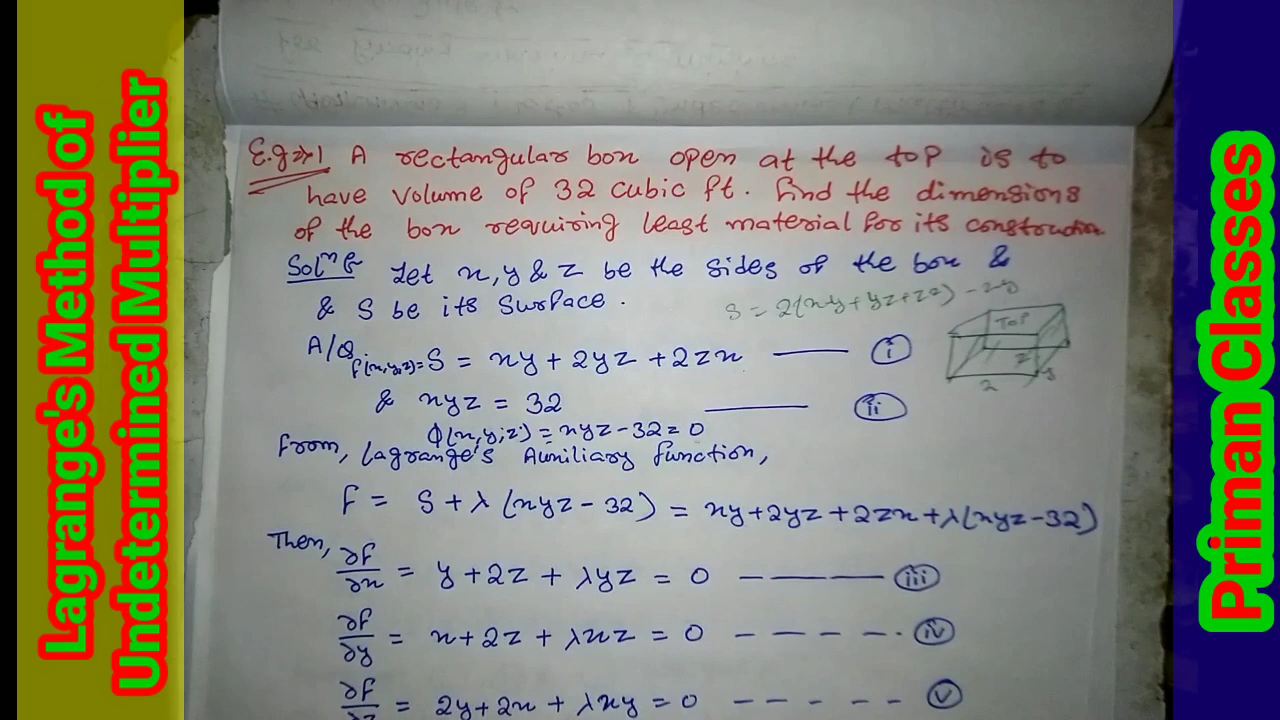 Lagrange's Method of
Undetermined Multiplier
E.g⇒1 A rectangular box open at the top is to
have volume of 32 cubic ft. Find the dimensions
of the box requiring least material for its construction.
Solⁿ: Let x, y & z be the sides of the box &
& S be its surface.
S = 2(xy+yz+zx) - xy
TOP
z
x
y
A/Q f(x,y,z)= S = xy + 2yz + 2zx —— (i)
& xyz = 32 —— (ii)
ϕ(x,y,z) = xyz-32=0
From, Lagrange's Auxiliary function,
F = S + λ (xyz - 32) = xy+2yz+2zx+λ(xyz-32)
Then, ∂F/∂x = y + 2z + λyz = 0 - —— (iii)
∂F/∂y = x+2z + λxz = 0 - — - - . (iv)
∂F/∂z = 2y+2x + λxy = 0 - - - - - (v)
Priman Classes